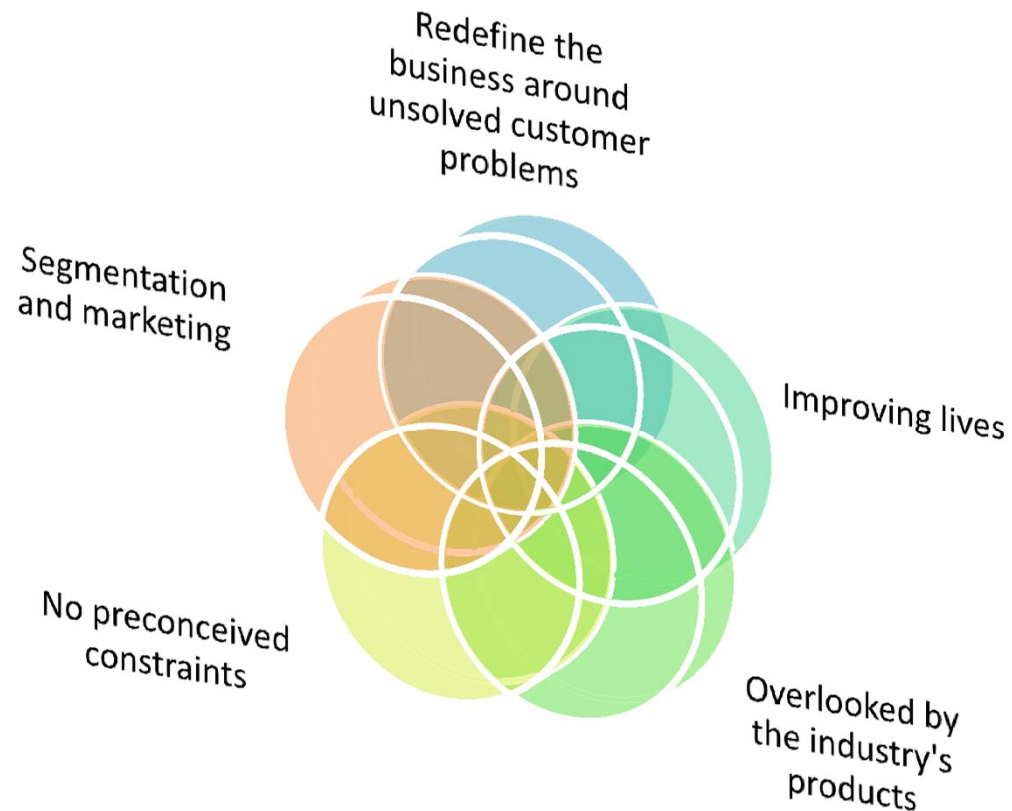 Redefine the
business around
unsolved customer
problems
Segmentation
and marketing
Improving lives
No preconceived
constraints
Overlooked by
the industry's
products